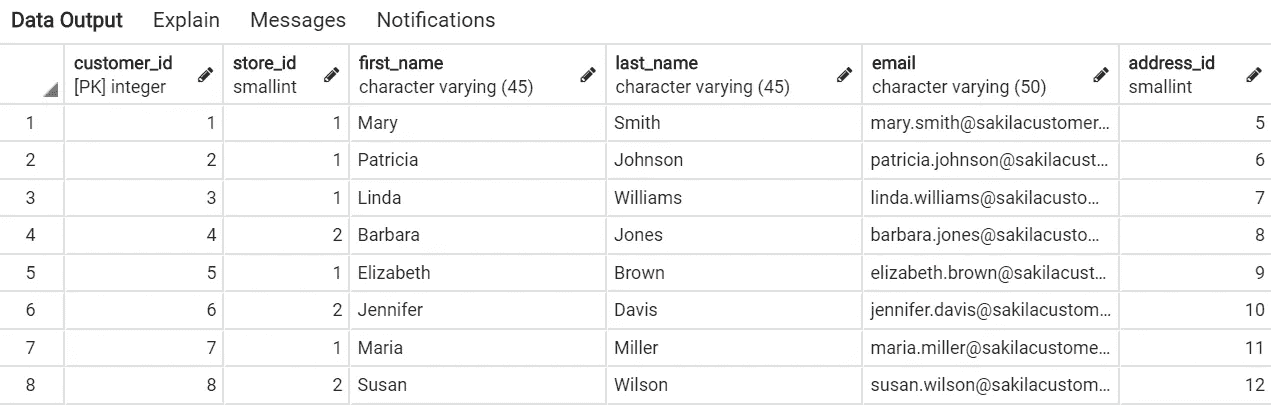 Data Output Explain Messages Notifications
customer_id store_id first_name last_name email address_id
[PK] integer smallint character varying (45) character varying (45) character varying (50) smallint
1 1 1 Mary Smith mary.smith@sakilacustomer... 5
2 2 1 Patricia Johnson patricia.johnson@sakilacust... 6
3 3 1 Linda Williams linda.williams@sakilacusto... 7
4 4 2 Barbara Jones barbara.jones@sakilacusto... 8
5 5 1 Elizabeth Brown elizabeth.brown@sakilacust... 9
6 6 2 Jennifer Davis jennifer.davis@sakilacustom... 10
7 7 1 Maria Miller maria.miller@sakilacustome... 11
8 8 2 Susan Wilson susan.wilson@sakilacustom... 12